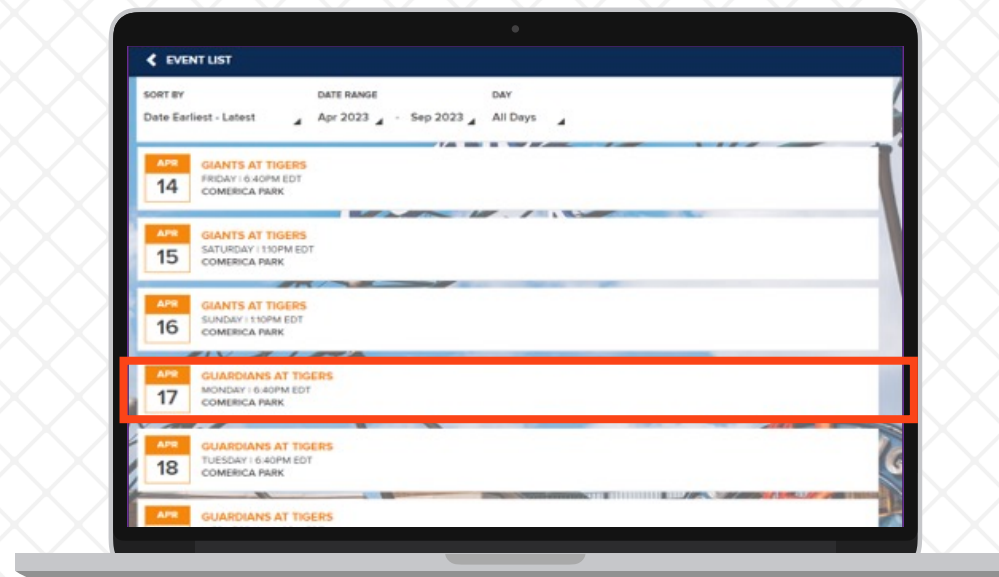 EVENT LIST
SORT BY DATE RANGE DAY
Date Earliest - Latest Apr 2023 - Sep 2023 All Days
APR
14
GIANTS AT TIGERS
FRIDAY | 6:40PM EDT
COMERICA PARK
APR
15
GIANTS AT TIGERS
SATURDAY | 1:10PM EDT
COMERICA PARK
APR
16
GIANTS AT TIGERS
SUNDAY | 1:10PM EDT
COMERICA PARK
APR
17
GUARDIANS AT TIGERS
MONDAY | 6:40PM EDT
COMERICA PARK
APR
18
GUARDIANS AT TIGERS
TUESDAY | 6:40PM EDT
COMERICA PARK
APR
GUARDIANS AT TIGERS